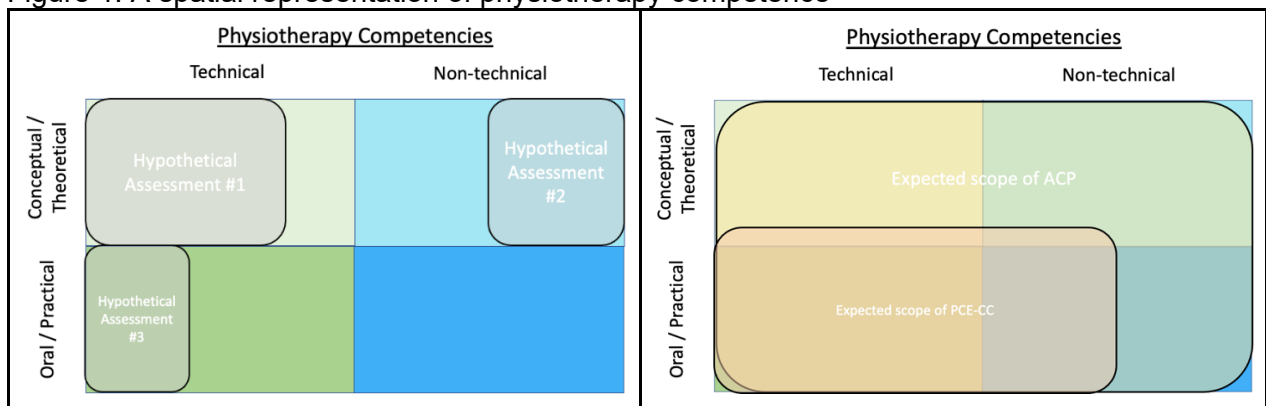 Figure 1: A spatial representation of physiotherapy competence
Physiotherapy Competencies
Technical
Non-technical
Conceptual /
Theoretical
Oral / Practical
Hypothetical
Assessment #1
Hypothetical
Assessment
#2
Hypothetical
Assessment
#3
Physiotherapy Competencies
Technical
Non-technical
Conceptual /
Theoretical
Oral / Practical
Expected scope of ACP
Expected scope of PCE-CC